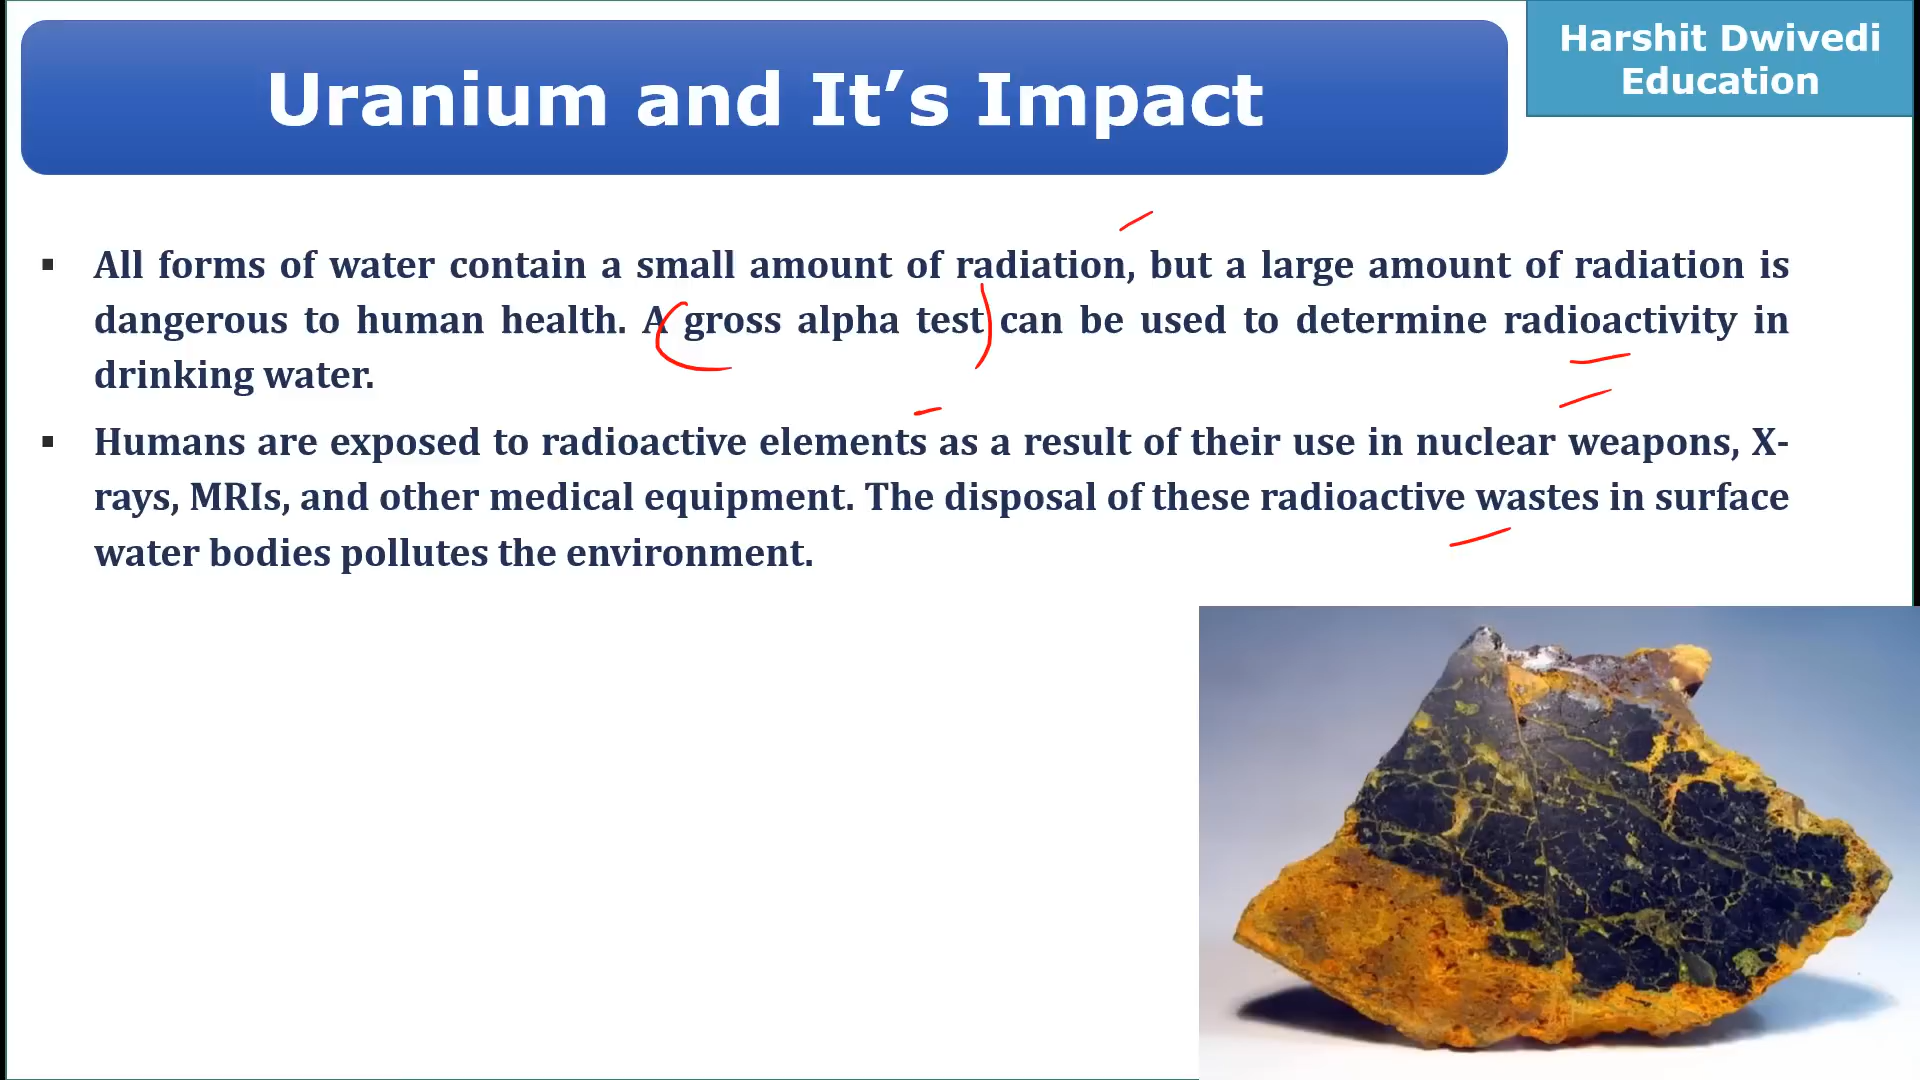 Harshit Dwivedi
Education
Uranium and It’s Impact
▪ All forms of water contain a small amount of radiation, but a large amount of radiation is
dangerous to human health. A gross alpha test can be used to determine radioactivity in
drinking water.
▪ Humans are exposed to radioactive elements as a result of their use in nuclear weapons, X-
rays, MRIs, and other medical equipment. The disposal of these radioactive wastes in surface
water bodies pollutes the environment.